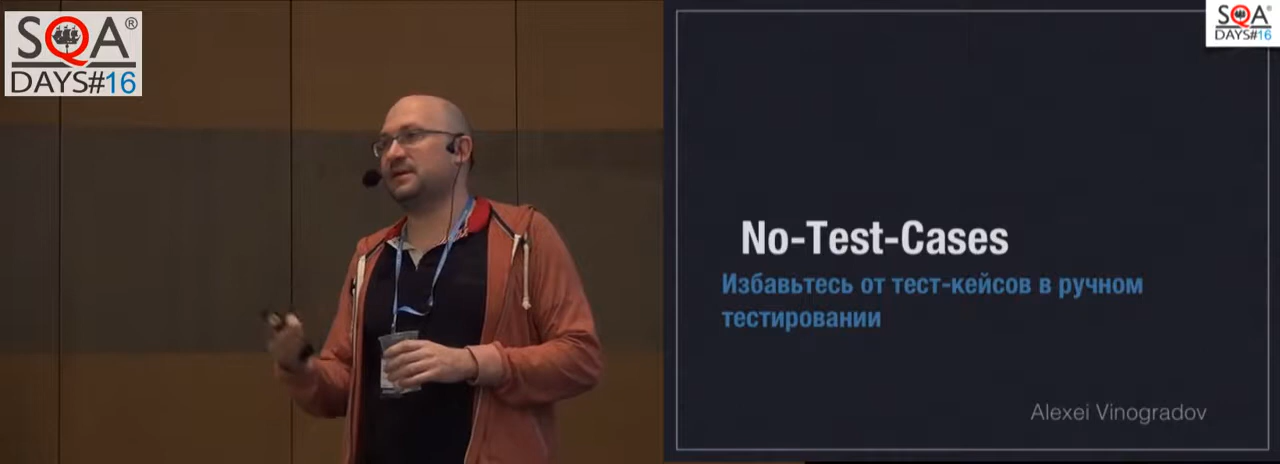 SQA®
DAYS#16
SQA®
DAYS#16
No-Test-Cases
Избавьтесь от тест-кейсов в ручном
тестировании
Alexei Vinogradov